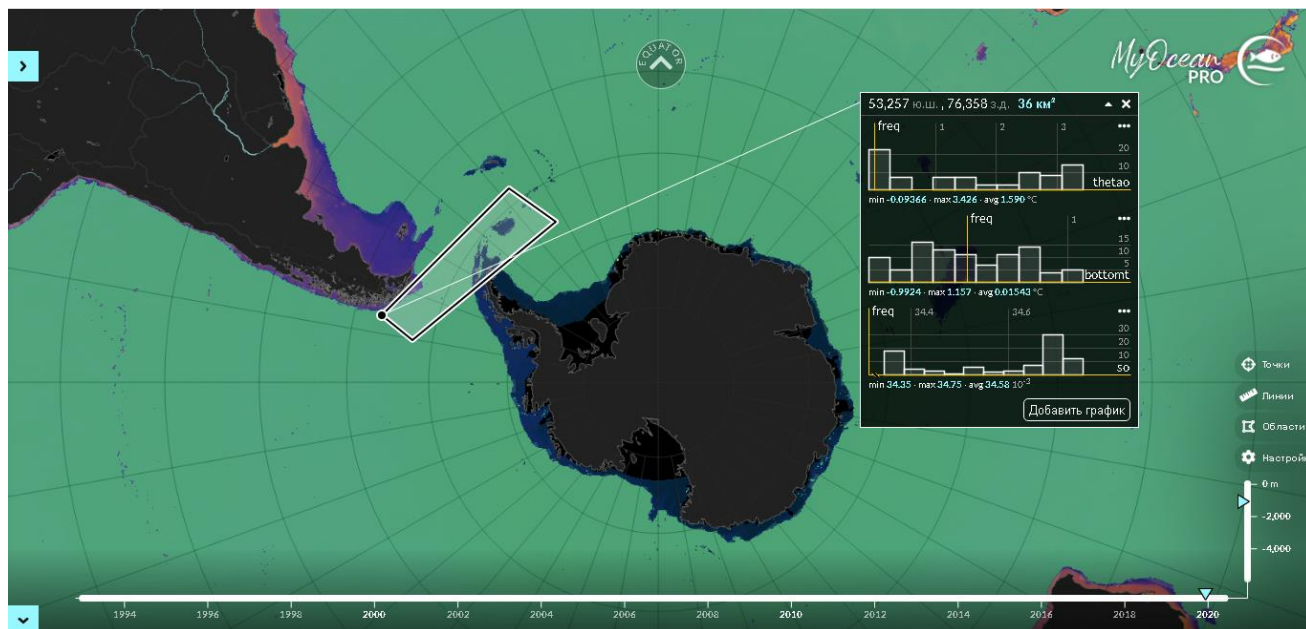 EQUATOR
MyOcean
PRO
53,257 ю.ш., 76,358 з.д. 36 км²
freq 1 2 3
20
10
thetao
min -0.09366 · max 3.426 · avg 1.590 °C
freq 1
15
10
5
bottomt
min -0.9924 · max 1.157 · avg 0.01543 °C
freq 34.4 34.6
30
20
10
so
min 34.35 · max 34.75 · avg 34.58 10⁻³
Добавить график
Точки
Линии
Области
Настройк
0 m
-2,000
-4,000
1994 1996 1998 2000 2002 2004 2006 2008 2010 2012 2014 2016 2018 2020